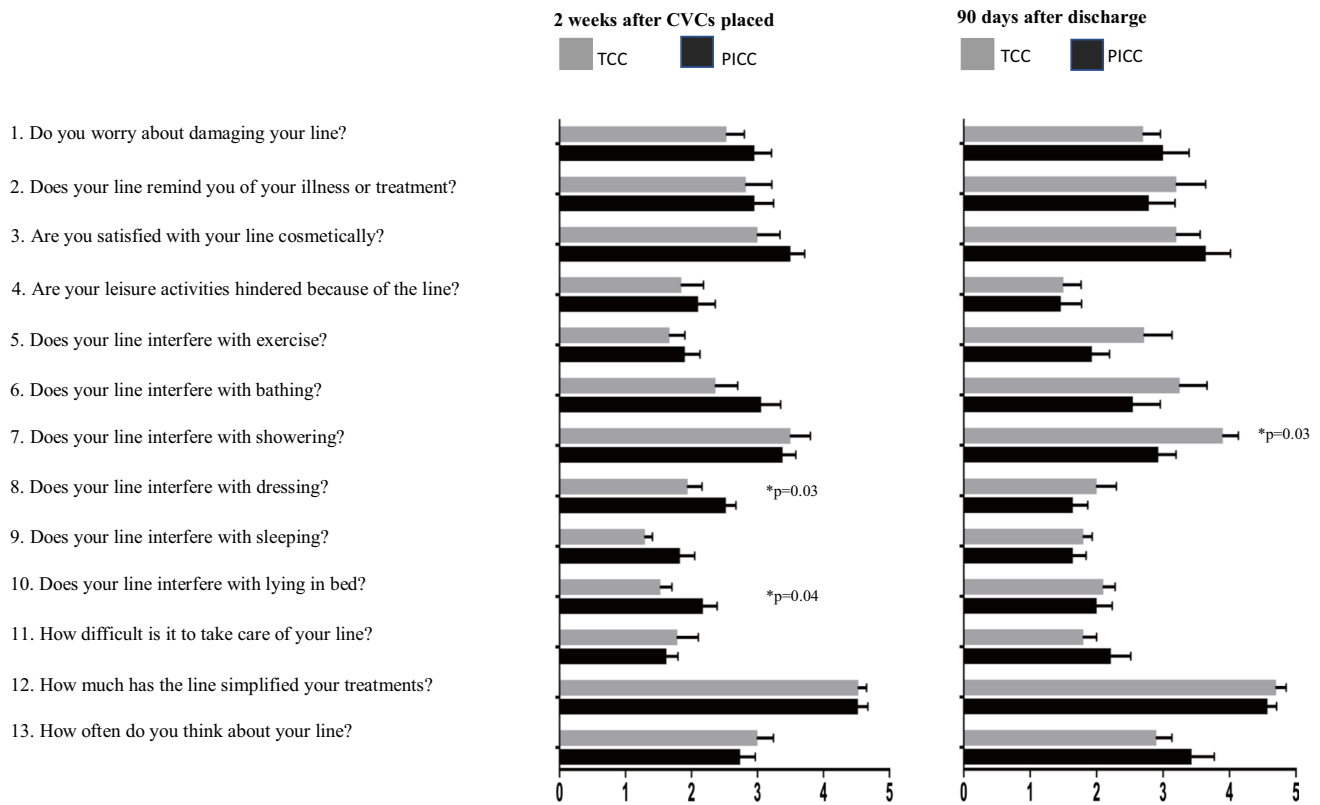 2 weeks after CVCs placed
TCC PICC
90 days after discharge
TCC PICC
1. Do you worry about damaging your line?
2. Does your line remind you of your illness or treatment?
3. Are you satisfied with your line cosmetically?
4. Are your leisure activities hindered because of the line?
5. Does your line interfere with exercise?
6. Does your line interfere with bathing?
7. Does your line interfere with showering?
*p=0.03
8. Does your line interfere with dressing?
*p=0.03
9. Does your line interfere with sleeping?
10. Does your line interfere with lying in bed?
*p=0.04
11. How difficult is it to take care of your line?
12. How much has the line simplified your treatments?
13. How often do you think about your line?
0 1 2 3 4 5
0 1 2 3 4 5